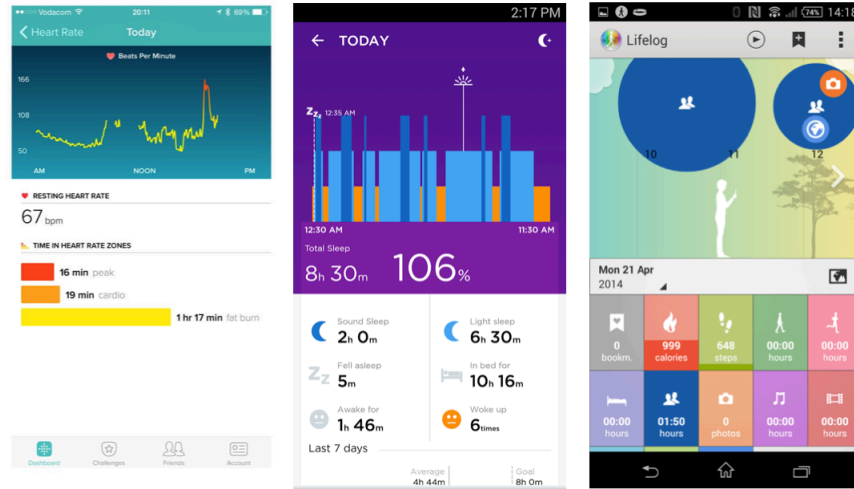 Vodacom 20:11 69%
Heart Rate Today
Beats Per Minute
166
108
50
AM NOON PM
RESTING HEART RATE
67 bpm
TIME IN HEART RATE ZONES
16 min peak
19 min cardio
1 hr 17 min fat burn
Dashboard Challenges Friends Account
2:17 PM
TODAY
Zzz 12:35 AM
12:30 AM 11:30 AM
Total Sleep
8h 30m 106%
Sound Sleep
2h 0m
Light sleep
6h 30m
Fell asleep
5m
In bed for
10h 16m
Awake for
1h 46m
Woke up
6times
Last 7 days
Average
4h 44m
Goal
8h 0m
74% 14:18
Lifelog
10 11 12
Mon 21 Apr
2014
0
bookm.
999
calories
648
steps
00:00
hours
00:00
hours
00:00
hours
01:50
hours
0
photos
00:00
hours
00:00
hours